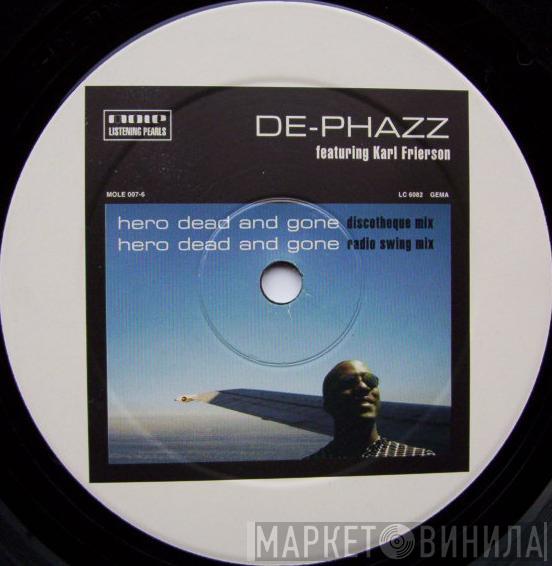 mole
LISTENING PEARLS
DE-PHAZZ
featuring Karl Frierson
MOLE 007-6
LC 6082 GEMA
hero dead and gone discotheque mix
hero dead and gone radio swing mix
МАРКЕТ ВИНИЛА